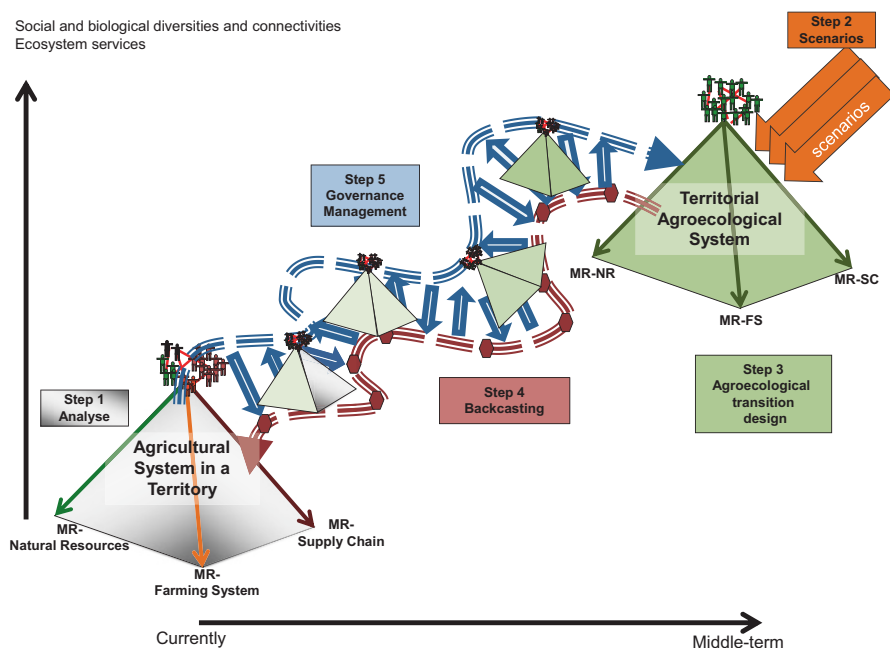 Social and biological diversities and connectivities
Ecosystem services
Step 2
Scenarios
scenarios
Step 5
Governance
Management
Territorial
Agroecological
System
MR-NR
MR-SC
MR-FS
Step 3
Agroecological
transition
design
Step 4
Backcasting
Step 1
Analyse
Agricultural
System in a
Territory
MR-
Natural Resources
MR-
Supply Chain
MR-
Farming System
Currently
Middle-term